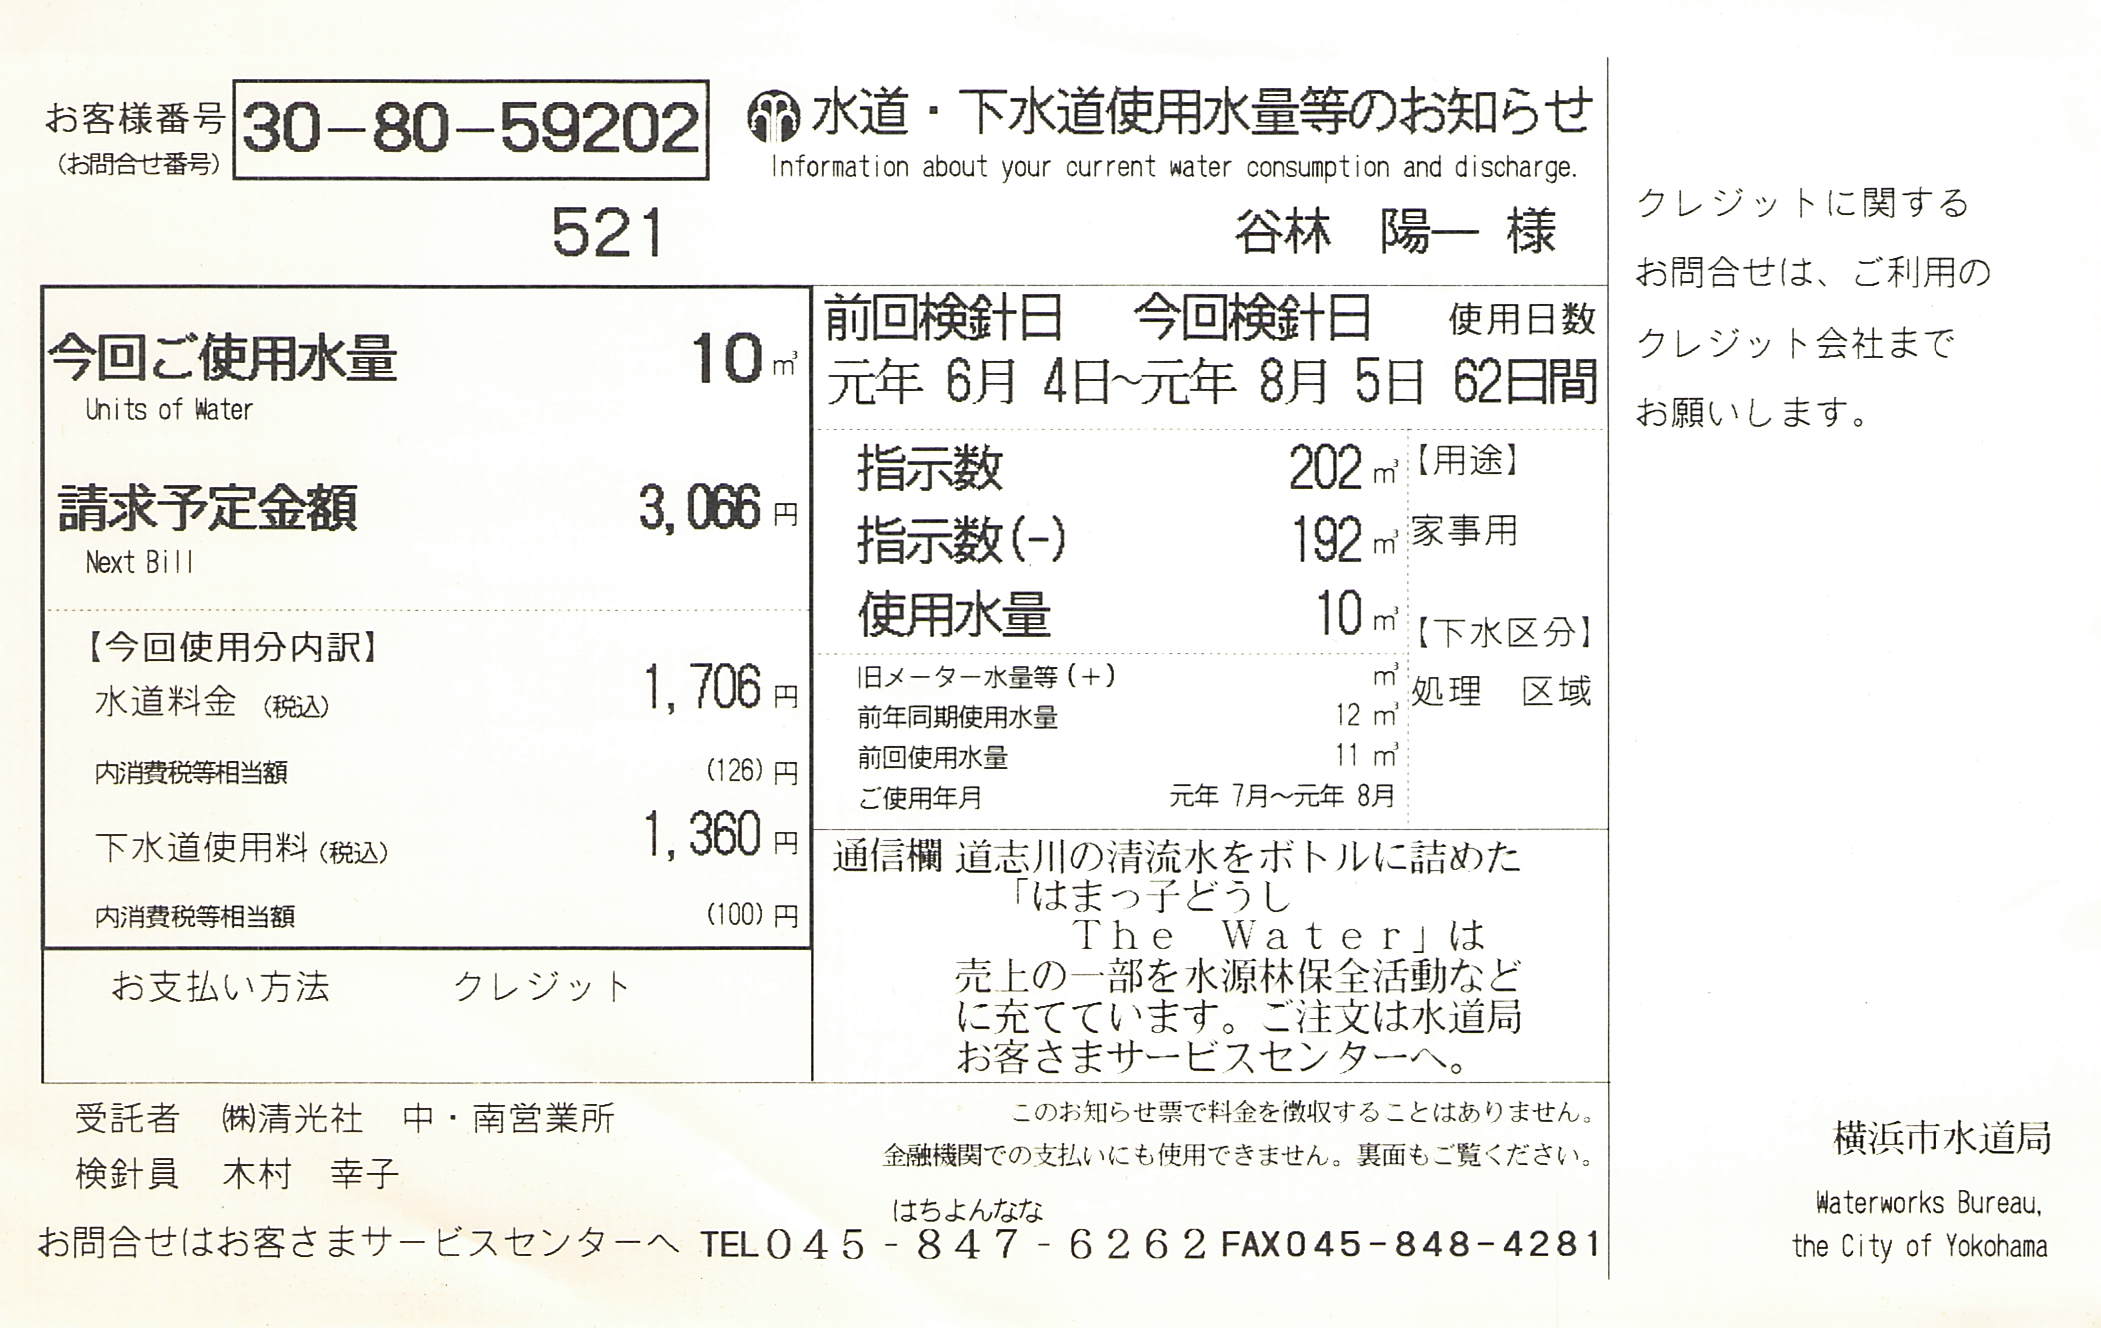 お客様番号 30-80-59202
(お問合せ番号)
521
水道・下水道使用水量等のお知らせ
Information about your current water consumption and discharge.
谷林 陽一 様
今回ご使用水量 10㎥
Units of Water
請求予定金額 3,066円
Next Bill
【今回使用分内訳】
水道料金 (税込) 1,706円
内消費税等相当額 (126)円
下水道使用料(税込) 1,360円
内消費税等相当額 (100)円
お支払い方法 クレジット
前回検針日 今回検針日 使用日数
元年 6月 4日~元年 8月 5日 62日間
指示数 202㎥
指示数(-) 192㎥
使用水量 10㎥
旧メーター水量等(+) ㎥
前年同期使用水量 12㎥
前回使用水量 11㎥
ご使用年月 元年 7月~元年 8月
【用途】
家事用
【下水区分】
処理 区域
通信欄 道志川の清流水をボトルに詰めた
「はまっ子どうし
The Water」は
売上の一部を水源林保全活動など
に充てています。ご注文は水道局
お客さまサービスセンターへ。
受託者 ㈱清光社 中・南営業所
検針員 木村 幸子
このお知らせ票で料金を徴収することはありません。
金融機関での支払いにも使用できません。裏面もご覧ください。
はちよんなな
お問合せはお客さまサービスセンターへ TEL045-847-6262 FAX045-848-4281
クレジットに関する
お問合せは、ご利用の
クレジット会社まで
お願いします。
横浜市水道局
Waterworks Bureau,
the City of Yokohama